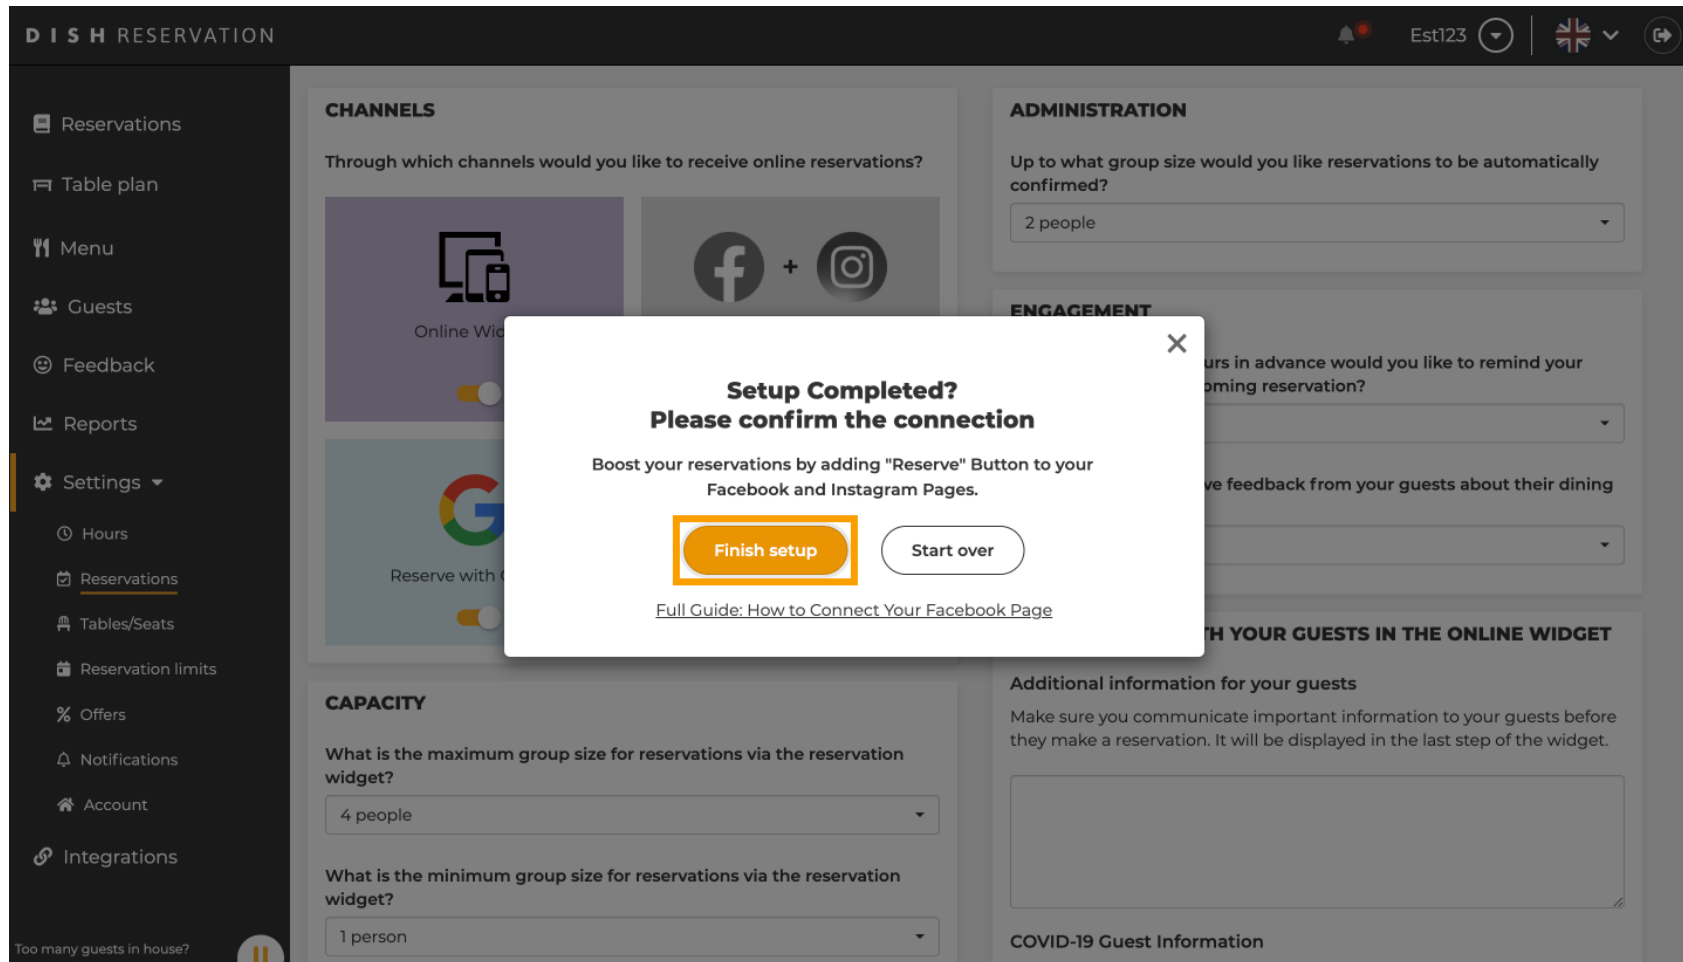 DISH RESERVATION
Est123
Reservations
Table plan
Menu
Guests
Feedback
Reports
Settings
Hours
Reservations
Tables/Seats
Reservation limits
Offers
Notifications
Account
Integrations
Too many guests in house?
CHANNELS
Through which channels would you like to receive online reservations?
Online
Reserve with
CAPACITY
What is the maximum group size for reservations via the reservation
widget?
4 people
What is the minimum group size for reservations via the reservation
widget?
1 person
Setup Completed?
Please confirm the connection
Boost your reservations by adding "Reserve" Button to your
Facebook and Instagram Pages.
Finish setup
Start over
Full Guide: How to Connect Your Facebook Page
ADMINISTRATION
Up to what group size would you like reservations to be automatically
confirmed?
2 people
ENGAGEMENT
in advance would you like to remind your
reservation?
feedback from your guests about their dining
YOUR GUESTS IN THE ONLINE WIDGET
Additional information for your guests
Make sure you communicate important information to your guests before
they make a reservation. It will be displayed in the last step of the widget.
COVID-19 Guest Information